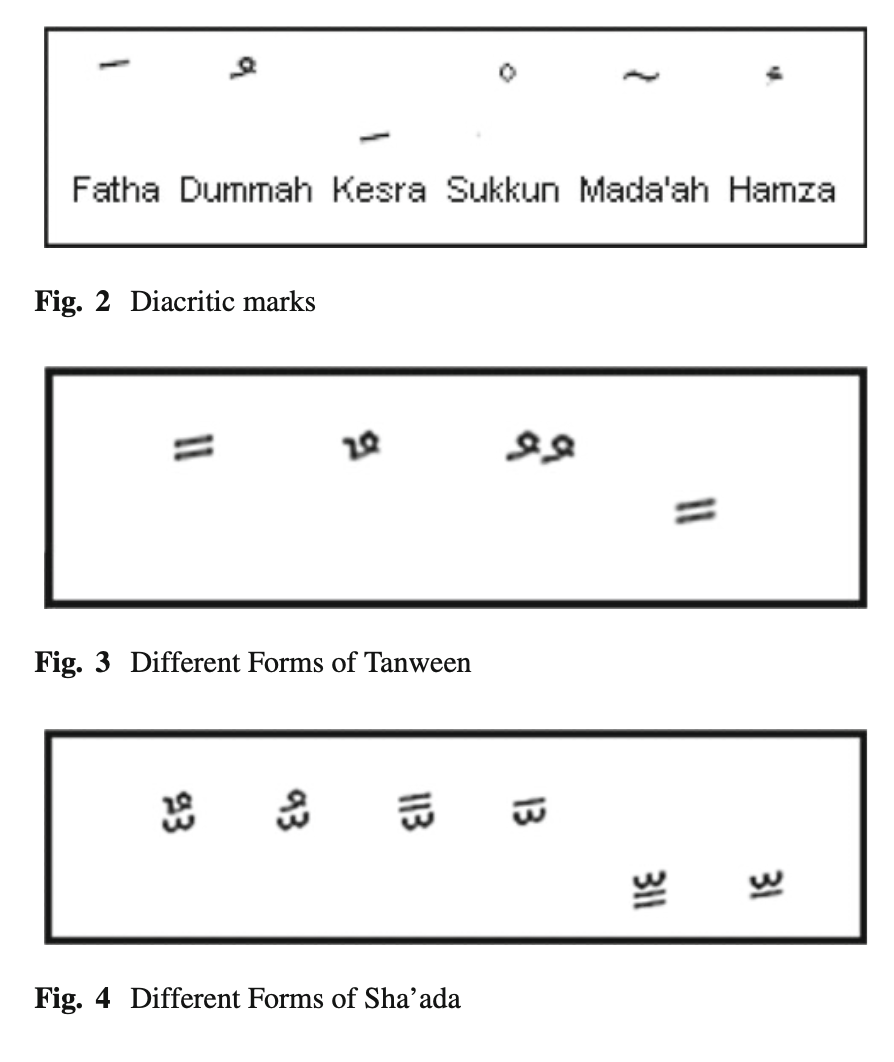 Fatha Dummah Kesra Sukkun Mada'ah Hamza
Fig. 2 Diacritic marks
Fig. 3 Different Forms of Tanween
Fig. 4 Different Forms of Sha’ada